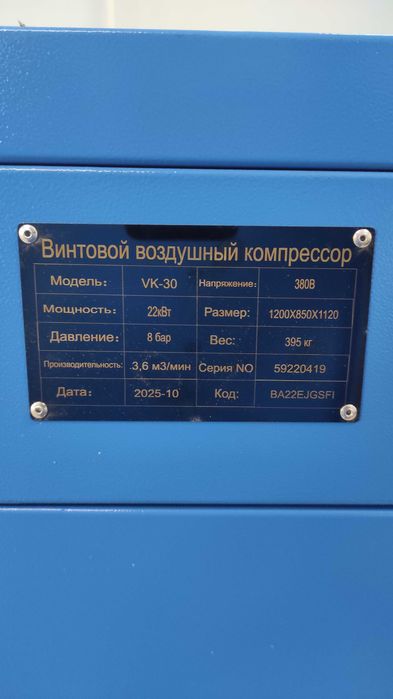 Винтовой воздушный компрессор
Модель: VK-30 Напряжение: 380В
Мощность: 22кВт Размер: 1200X850X1120
Давление: 8 бар Вес: 395 кг
Производительность: 3,6 м3/мин Серия NO 59220419
Дата: 2025-10 Код: BA22EJGSFI